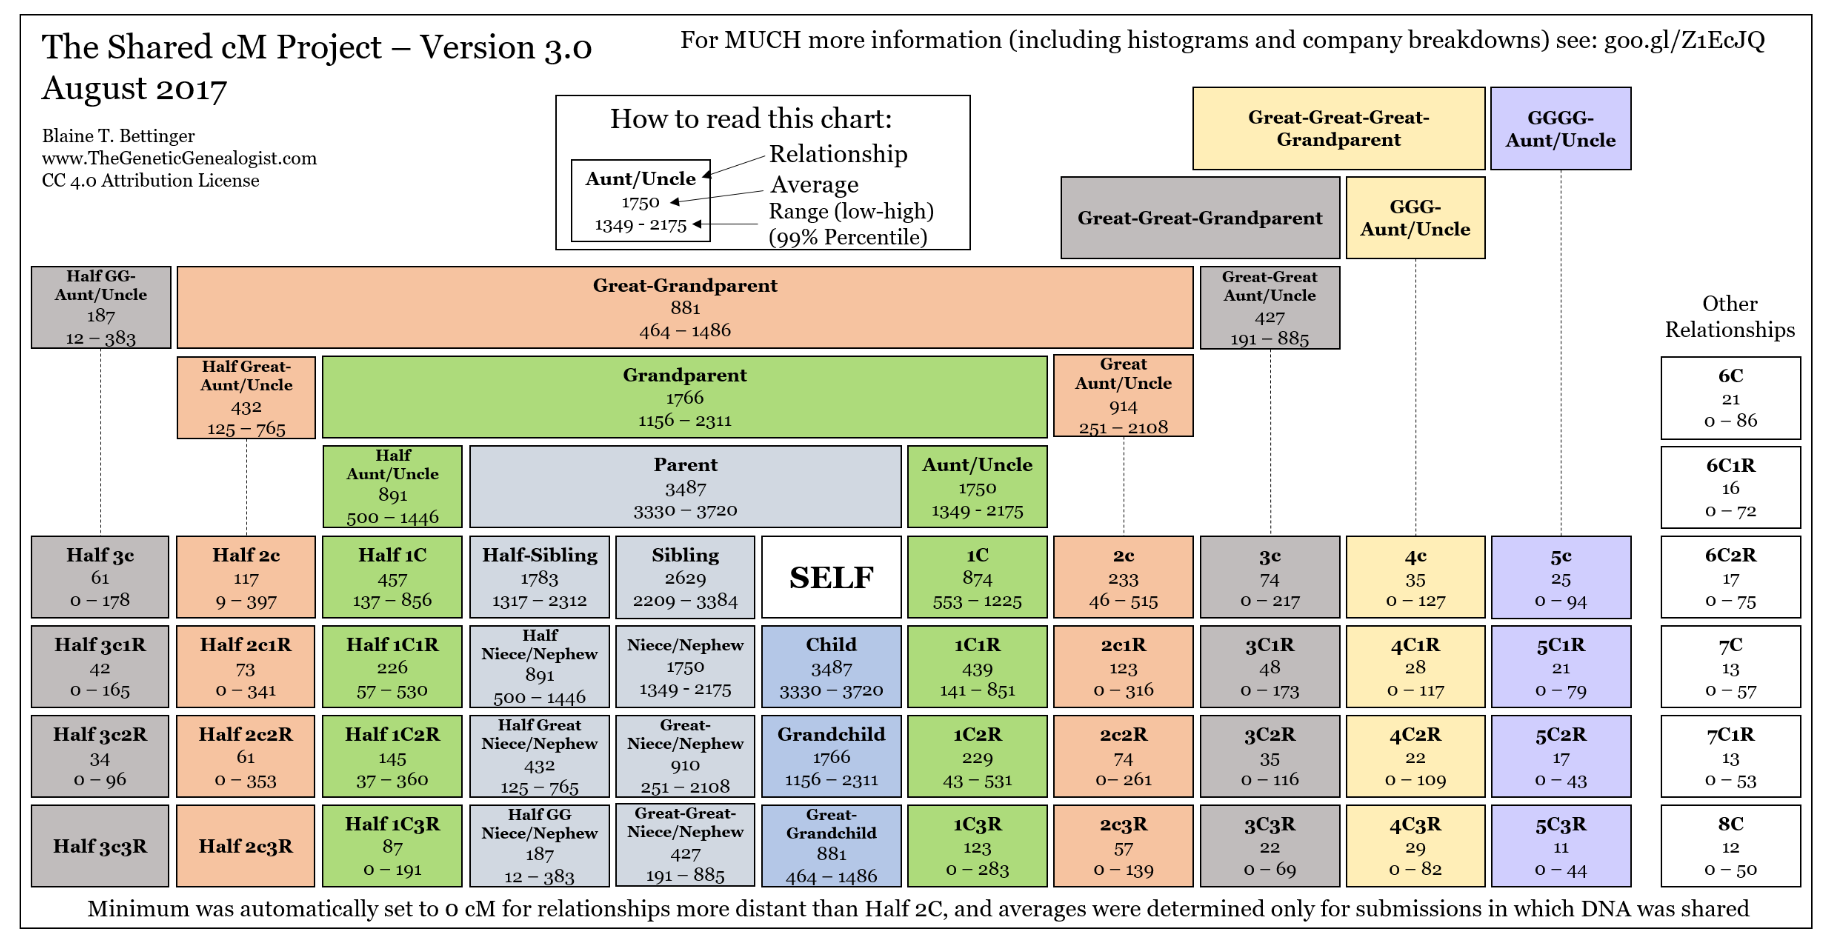 The Shared cM Project – Version 3.0
August 2017
For MUCH more information (including histograms and company breakdowns) see: goo.gl/Z1EcJQ
Blaine T. Bettinger
www.TheGeneticGenealogist.com
CC 4.0 Attribution License
How to read this chart:
Relationship
Aunt/Uncle
Average
1750
Range (low-high)
1349 - 2175
(99% Percentile)
Great-Great-Great-
Grandparent
GGGG-
Aunt/Uncle
Great-Great-Grandparent
GGG-
Aunt/Uncle
Half GG-
Aunt/Uncle
187
12 – 383
Great-Grandparent
881
464 – 1486
Great-Great
Aunt/Uncle
427
191 – 885
Other
Relationships
Half Great-
Aunt/Uncle
432
125 – 765
Grandparent
1766
1156 – 2311
Great
Aunt/Uncle
914
251 – 2108
6C
21
0 – 86
Half
Aunt/Uncle
891
500 – 1446
Parent
3487
3330 – 3720
Aunt/Uncle
1750
1349 - 2175
6C1R
16
0 – 72
Half 3c
61
0 – 178
Half 2c
117
9 – 397
Half 1C
457
137 – 856
Half-Sibling
1783
1317 – 2312
Sibling
2629
2209 – 3384
SELF
1C
874
553 – 1225
2c
233
46 – 515
3c
74
0 – 217
4c
35
0 – 127
5c
25
0 – 94
6C2R
17
0 – 75
Half 3c1R
42
0 – 165
Half 2c1R
73
0 – 341
Half 1C1R
226
57 – 530
Half
Niece/Nephew
891
500 – 1446
Niece/Nephew
1750
1349 - 2175
Child
3487
3330 – 3720
1C1R
439
141 – 851
2c1R
123
0 – 316
3C1R
48
0 – 173
4C1R
28
0 – 117
5C1R
21
0 – 79
7C
13
0 – 57
Half 3c2R
34
0 – 96
Half 2c2R
61
0 – 353
Half 1C2R
145
37 – 360
Half Great
Niece/Nephew
432
125 – 765
Great-
Niece/Nephew
910
251 – 2108
Grandchild
1766
1156 – 2311
1C2R
229
43 – 531
2c2R
74
0 – 261
3C2R
35
0 – 116
4C2R
22
0 – 109
5C2R
17
0 – 43
7C1R
13
0 – 53
Half 3c3R
Half 2c3R
Half 1C3R
87
0 – 191
Half GG
Niece/Nephew
187
12 – 383
Great-Great-
Niece/Nephew
427
191 – 885
Great-
Grandchild
881
464 – 1486
1C3R
123
0 – 283
2c3R
57
0 – 139
3C3R
22
0 – 69
4C3R
29
0 – 82
5C3R
11
0 – 44
8C
12
0 – 50
Minimum was automatically set to 0 cM for relationships more distant than Half 2C, and averages were determined only for submissions in which DNA was shared